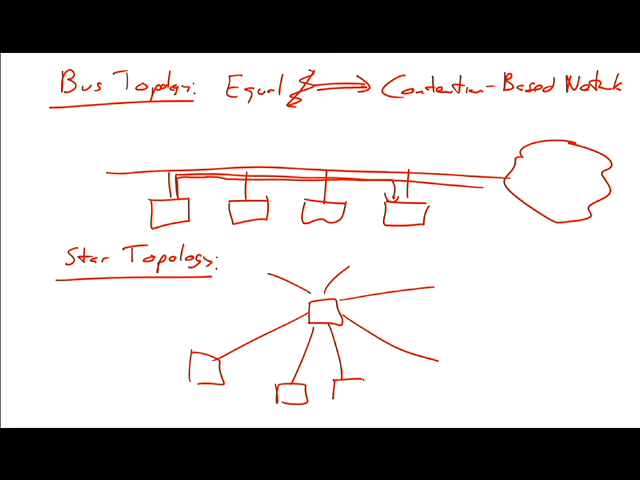 Bus Topology: Equal => Contention-Based Network
Star Topology: